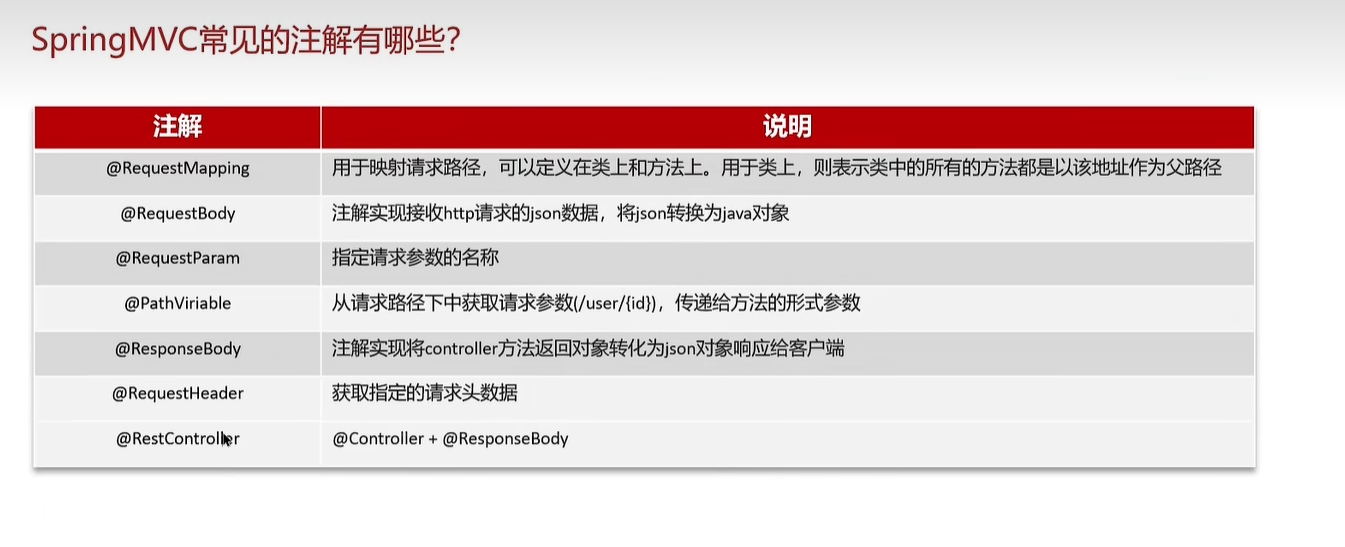 SpringMVC常见的注解有哪些?
注解 说明
@RequestMapping 用于映射请求路径，可以定义在类上和方法上。用于类上，则表示类中的所有的方法都是以该地址作为父路径
@RequestBody 注解实现接收http请求的json数据，将json转换为java对象
@RequestParam 指定请求参数的名称
@PathViriable 从请求路径下中获取请求参数(/user/{id})，传递给方法的形式参数
@ResponseBody 注解实现将controller方法返回对象转化为json对象响应给客户端
@RequestHeader 获取指定的请求头数据
@RestController @Controller + @ResponseBody